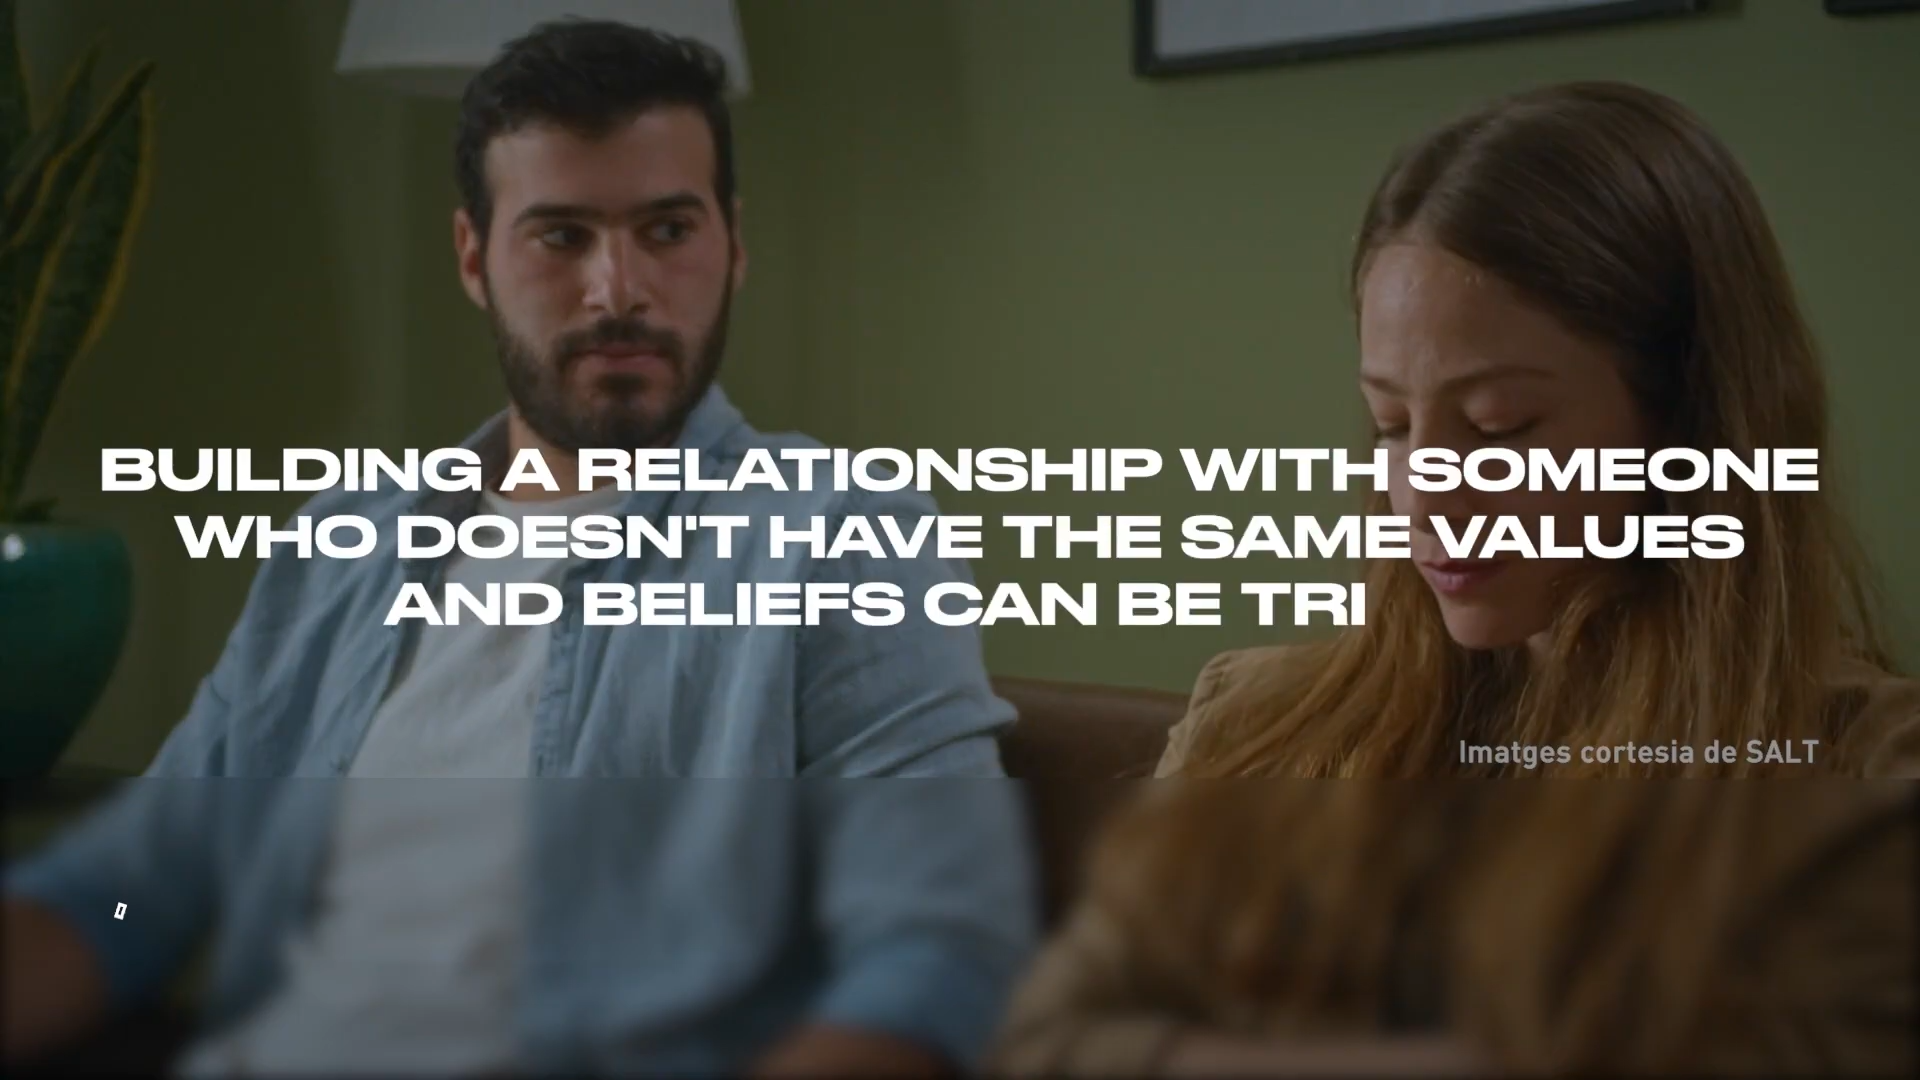 BUILDING A RELATIONSHIP WITH SOMEONE
WHO DOESN'T HAVE THE SAME VALUES
AND BELIEFS CAN BE TRI
Imatges cortesia de SALT